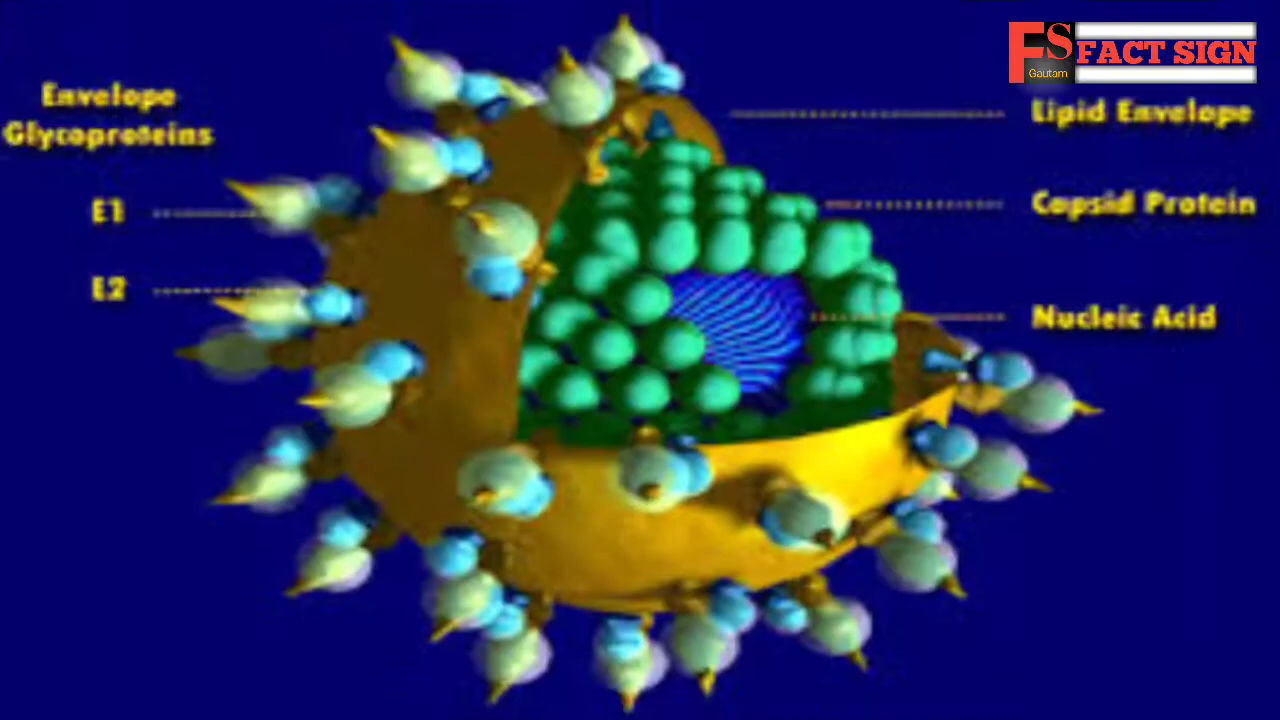 FS FACT SIGN
Gautam
Envelope
Glycoproteins
E1
E2
Lipid Envelope
Capsid Protein
Nucleic Acid